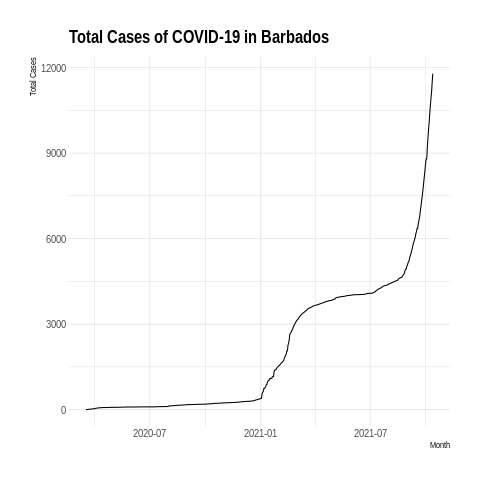 Total Cases of COVID-19 in Barbados
Total Cases
12000
9000
6000
3000
0
2020-07
2021-01
2021-07
Month